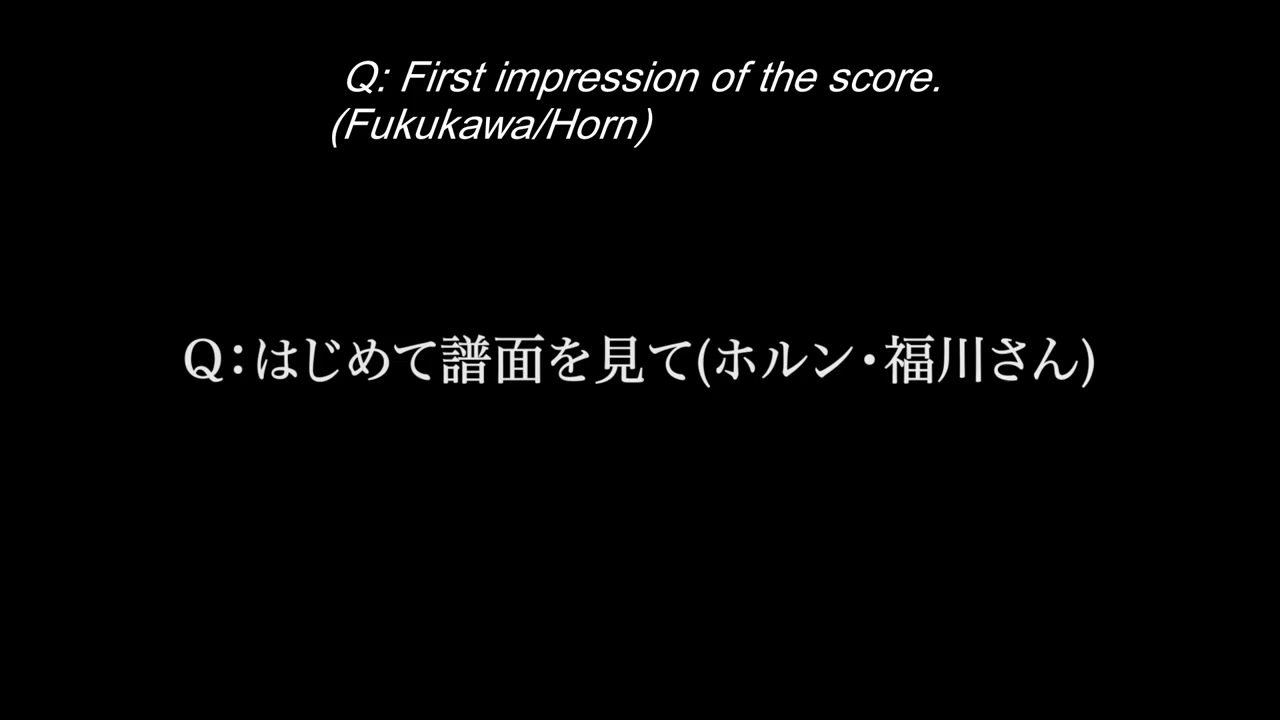 Q: First impression of the score.
(Fukukawa/Horn)
Q:はじめて譜面を見て(ホルン・福川さん)